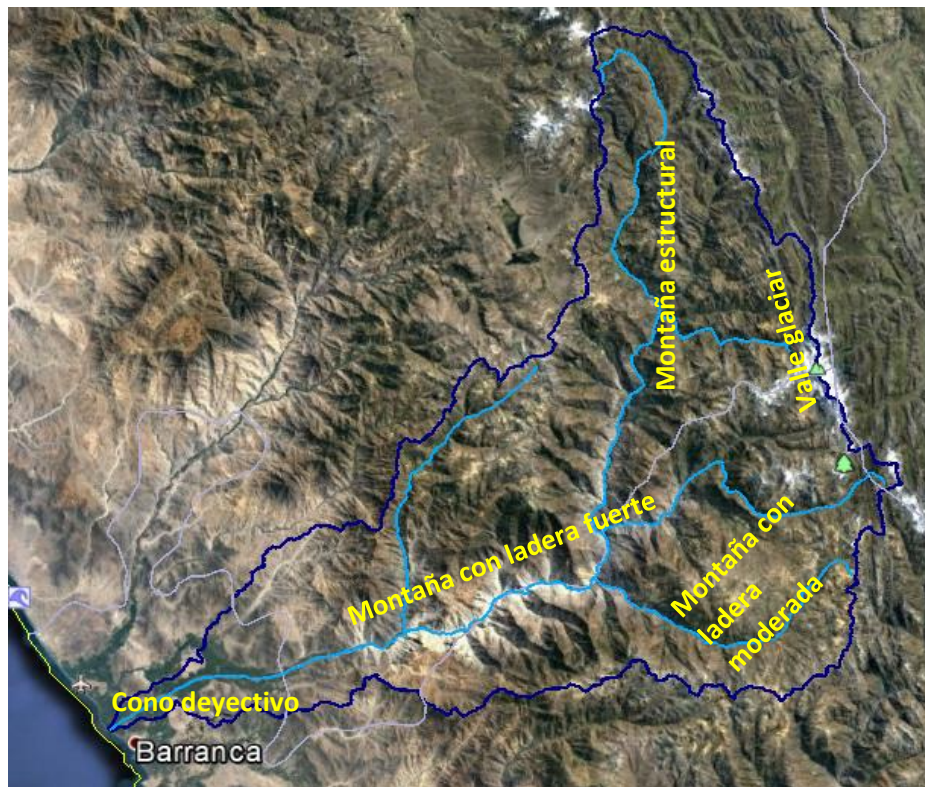 Montaña estructural
Valle glaciar
Montaña con ladera fuerte
Montaña con
ladera
moderada
Cono deyectivo
Barranca